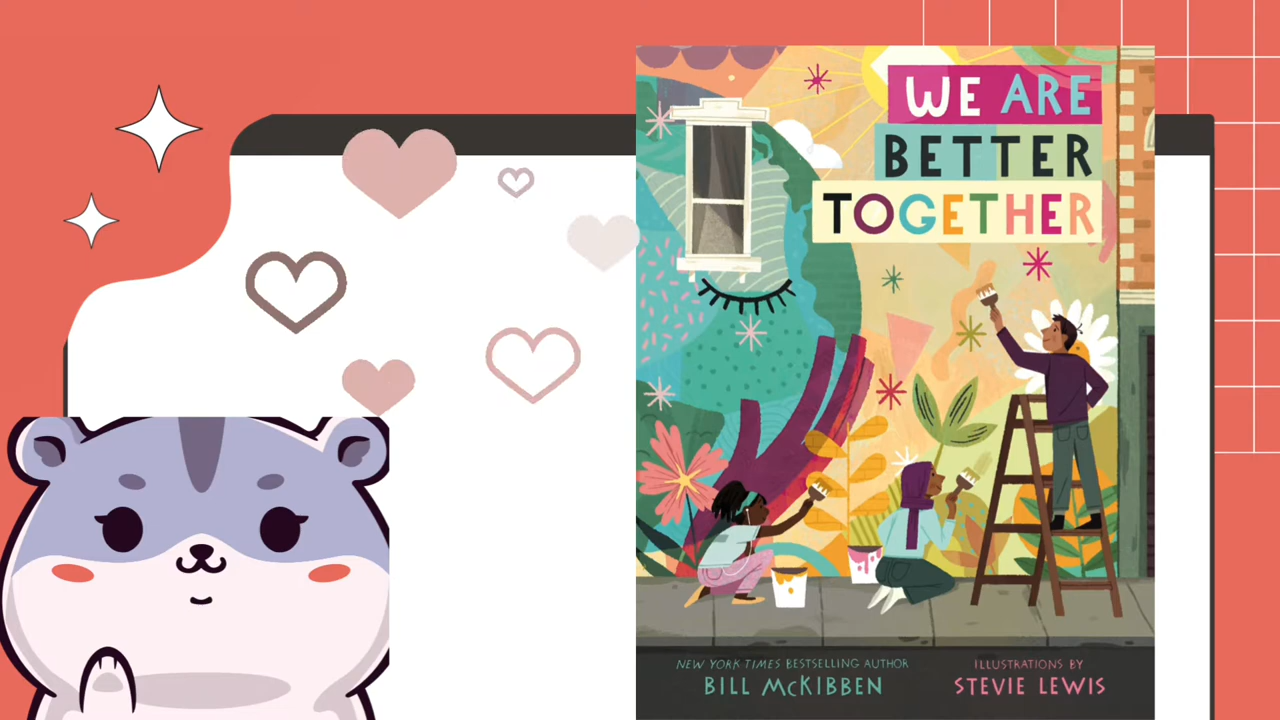 WE ARE
BETTER
TOGETHER
NEW YORK TIMES BESTSELLING AUTHOR
BILL McKIBBEN
ILLUSTRATIONS BY
STEVIE LEWIS